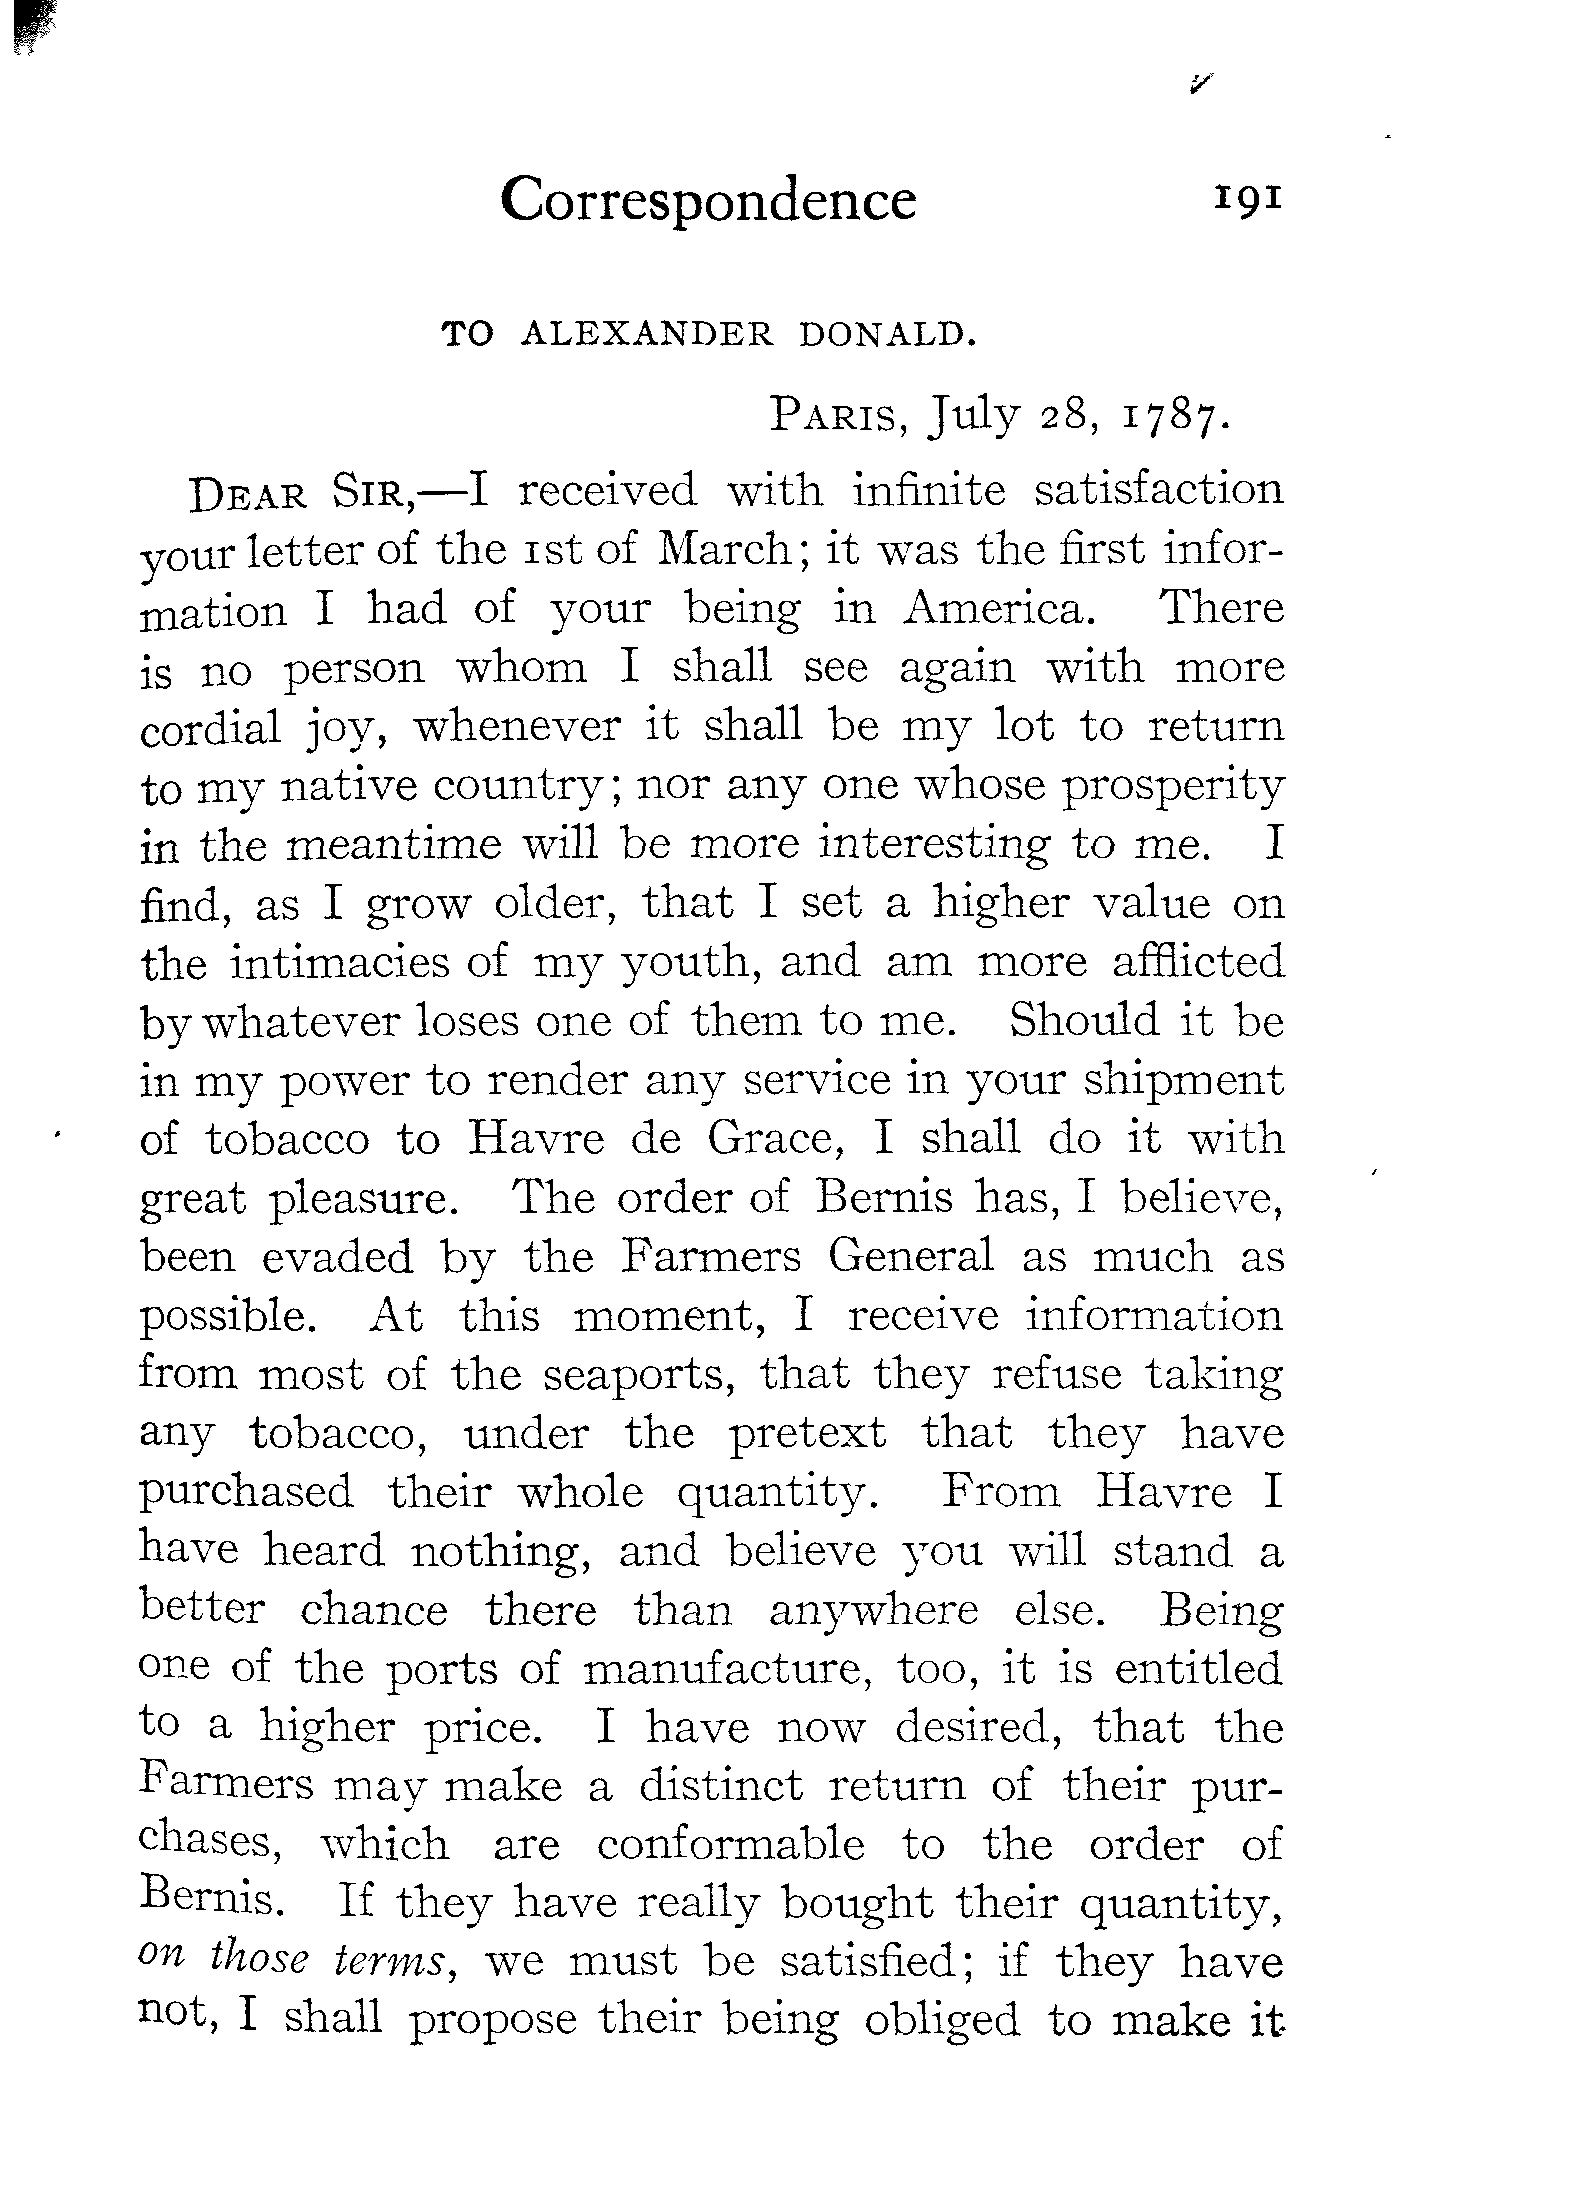 Correspondence 191
TO ALEXANDER DONALD.
PARIS, July 28, 1787.
DEAR SIR,—I received with infinite satisfaction
your letter of the 1st of March; it was the first infor-
mation I had of your being in America. There
is no person whom I shall see again with more
cordial joy, whenever it shall be my lot to return
to my native country; nor any one whose prosperity
in the meantime will be more interesting to me. I
find, as I grow older, that I set a higher value on
the intimacies of my youth, and am more afflicted
by whatever loses one of them to me. Should it be
in my power to render any service in your shipment
of tobacco to Havre de Grace, I shall do it with
great pleasure. The order of Bernis has, I believe,
been evaded by the Farmers General as much as
possible. At this moment, I receive information
from most of the seaports, that they refuse taking
any tobacco, under the pretext that they have
purchased their whole quantity. From Havre I
have heard nothing, and believe you will stand a
better chance there than anywhere else. Being
one of the ports of manufacture, too, it is entitled
to a higher price. I have now desired, that the
Farmers may make a distinct return of their pur-
chases, which are conformable to the order of
Bernis. If they have really bought their quantity,
on those terms, we must be satisfied; if they have
not, I shall propose their being obliged to make it